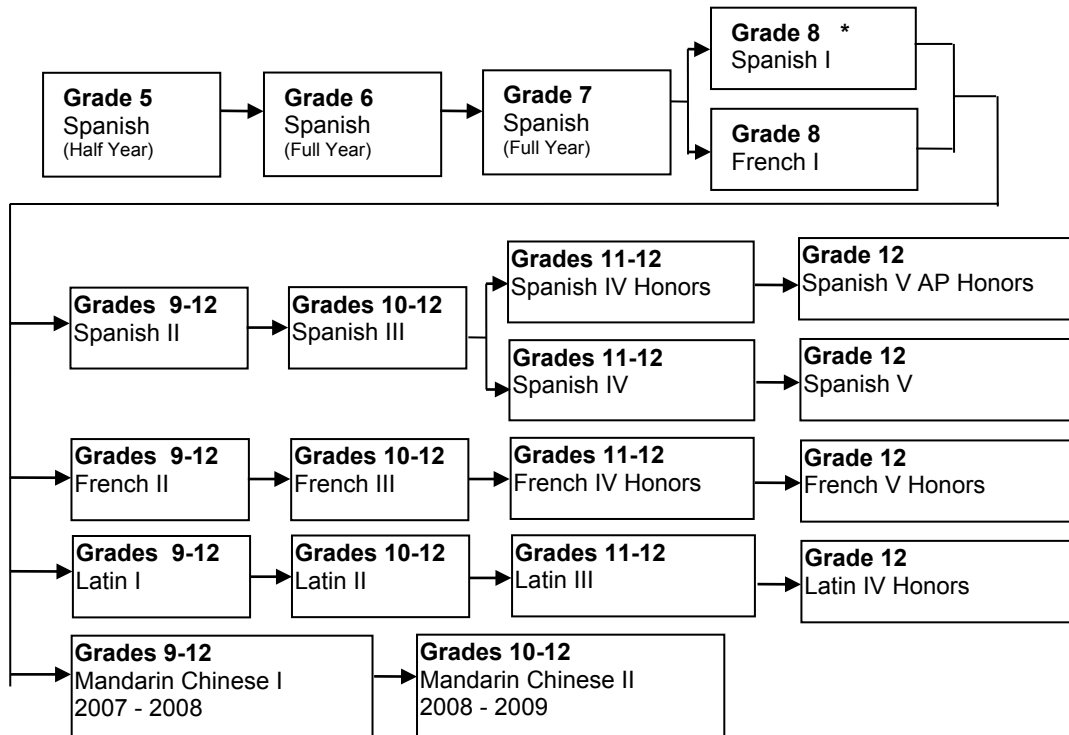 Grade 5
Spanish
(Half Year)
Grade 6
Spanish
(Full Year)
Grade 7
Spanish
(Full Year)
Grade 8 *
Spanish I
Grade 8
French I
Grades 9-12
Spanish II
Grades 10-12
Spanish III
Grades 11-12
Spanish IV Honors
Grade 12
Spanish V AP Honors
Grades 11-12
Spanish IV
Grade 12
Spanish V
Grades 9-12
French II
Grades 10-12
French III
Grades 11-12
French IV Honors
Grade 12
French V Honors
Grades 9-12
Latin I
Grades 10-12
Latin II
Grades 11-12
Latin III
Grade 12
Latin IV Honors
Grades 9-12
Mandarin Chinese I
2007 - 2008
Grades 10-12
Mandarin Chinese II
2008 - 2009